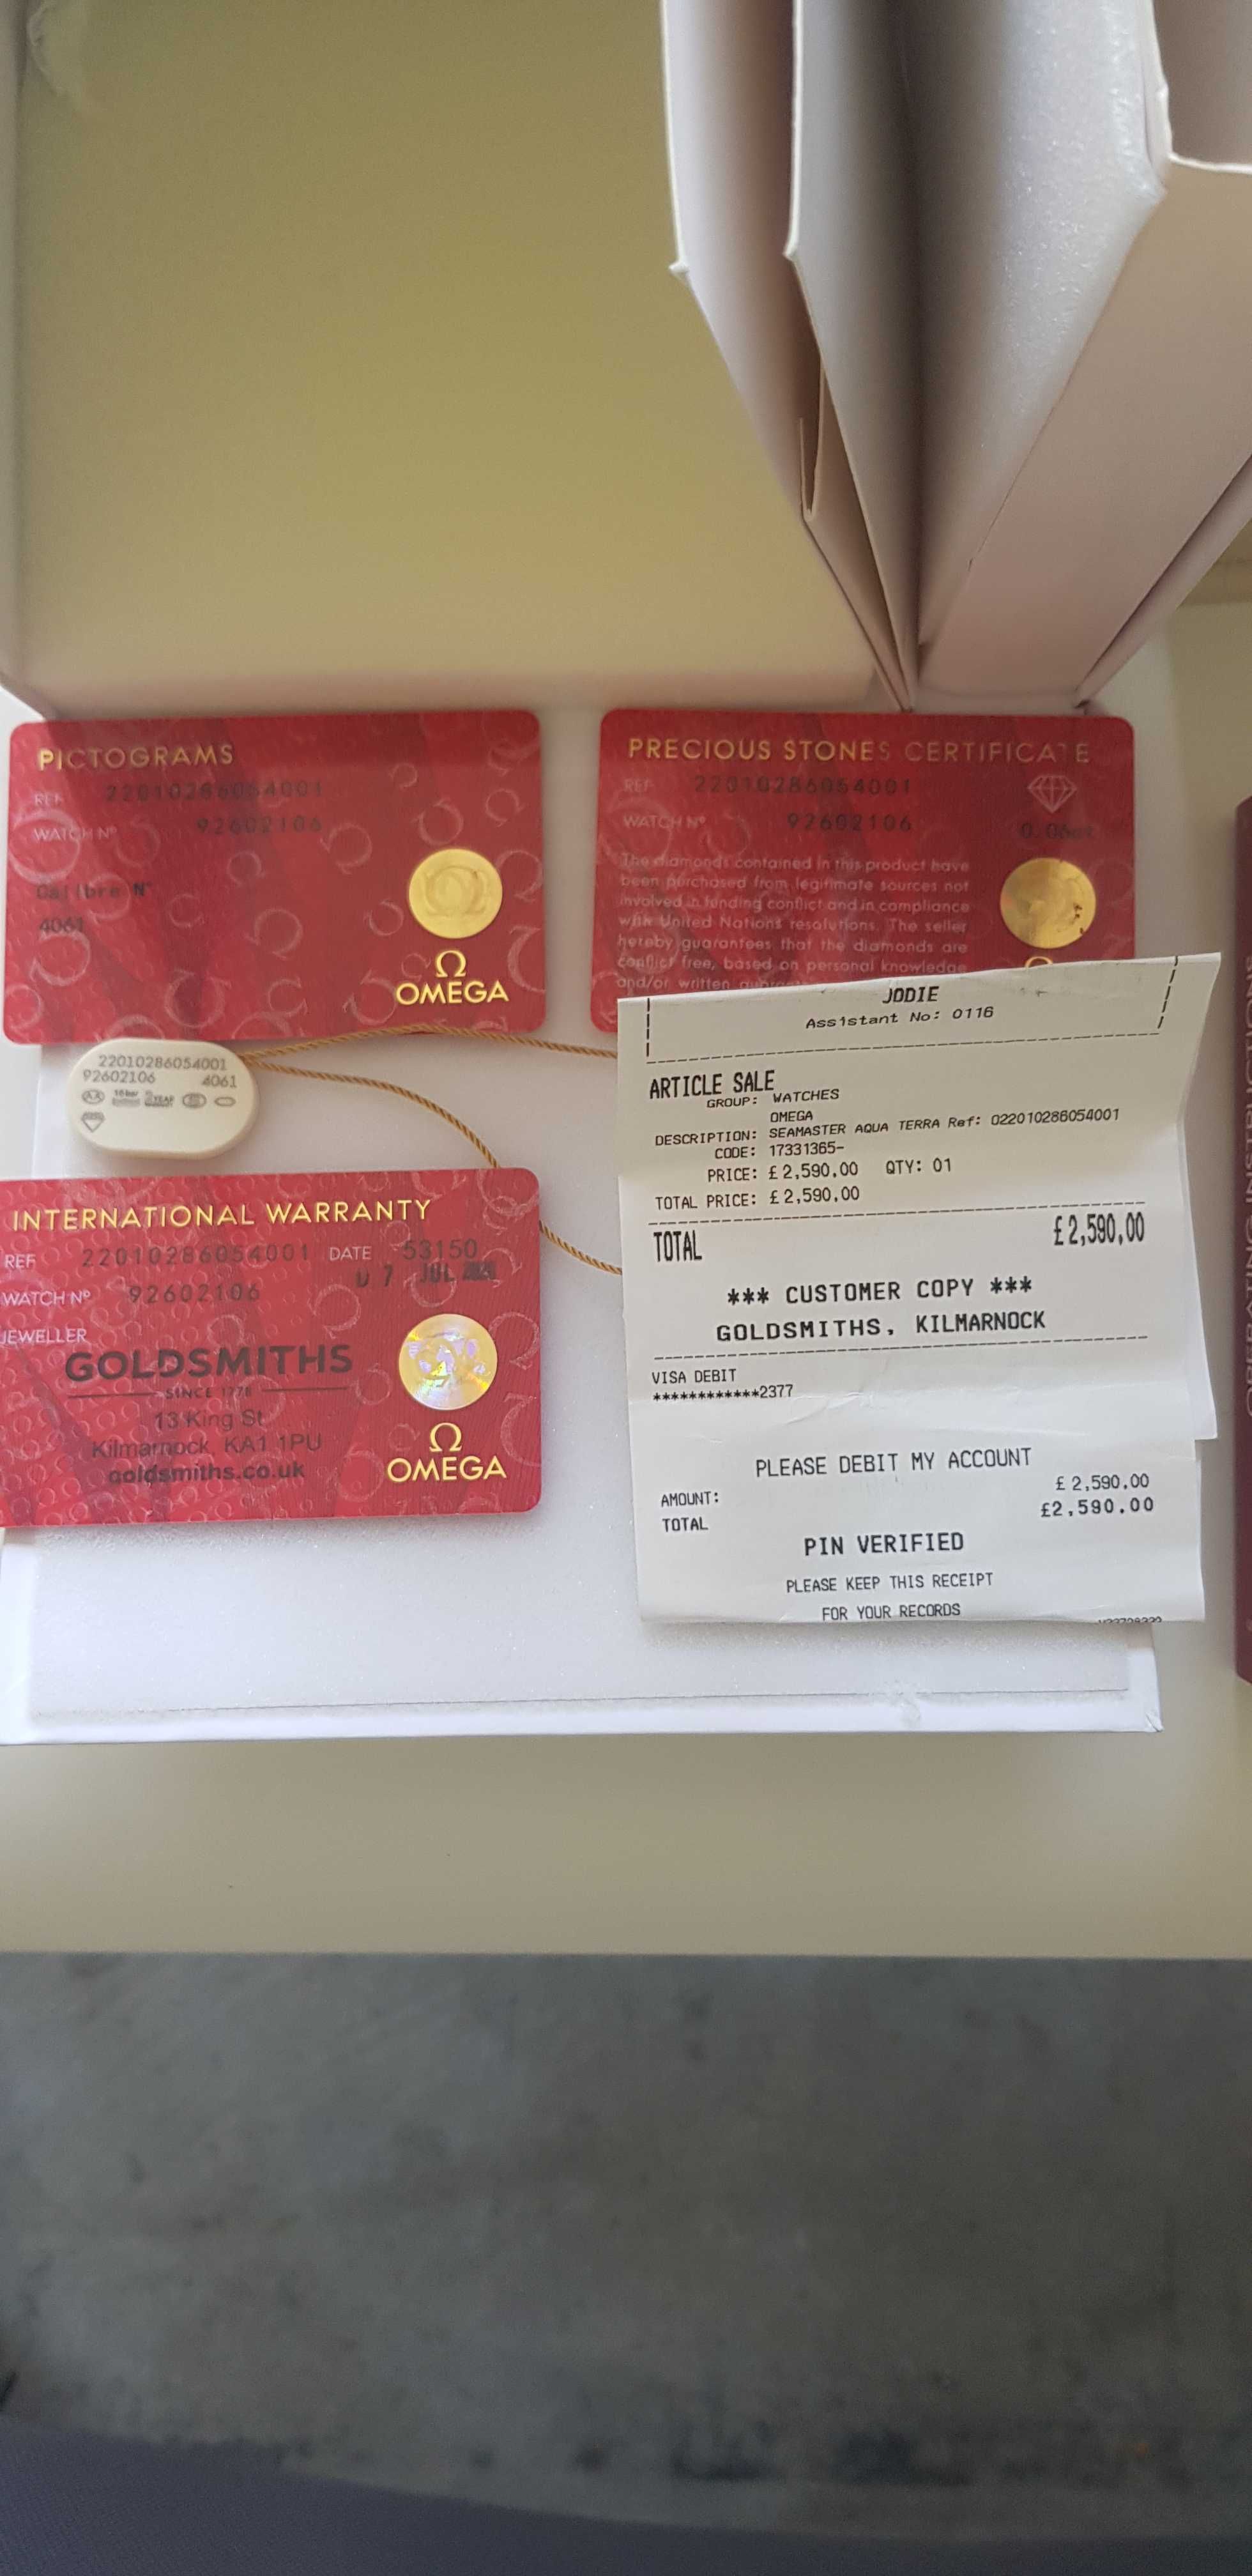 PICTOGRAMS
REF 22010286054001
WATCH Nº 92602106
Calibre N°
4061
Ω
OMEGA
PRECIOUS STONES CERTIFICATE
REF 22010286054001
WATCH Nº 92602106
The diamonds contained in this product have
been purchased from legitimate sources not
involved in funding conflict and in compliance
with United Nations resolutions. The seller
hereby guarantees that the diamonds are
conflict free, based on personal knowledge
and/or written
22010286054001
92602106 4061
INTERNATIONAL WARRANTY
REF 22010286054001 DATE 53150
07 JUL
WATCH Nº 92602106
JEWELLER
GOLDSMITHS
SINCE 1778
13 King St
Kilmarnock, KA1 1PU
goldsmiths.co.uk
Ω
OMEGA
JODIE
Assistant No: 0116
ARTICLE SALE
GROUP: WATCHES
OMEGA
DESCRIPTION: SEAMASTER AQUA TERRA Ref: 022010286054001
CODE: 17331365-
PRICE: £2,590.00 QTY: 01
TOTAL PRICE: £2,590.00
TOTAL £2,590.00
*** CUSTOMER COPY ***
GOLDSMITHS, KILMARNOCK
VISA DEBIT
************2377
PLEASE DEBIT MY ACCOUNT
AMOUNT: £2,590.00
TOTAL £2,590.00
PIN VERIFIED
PLEASE KEEP THIS RECEIPT
FOR YOUR RECORDS
OPERATING INSTRUCTIONS